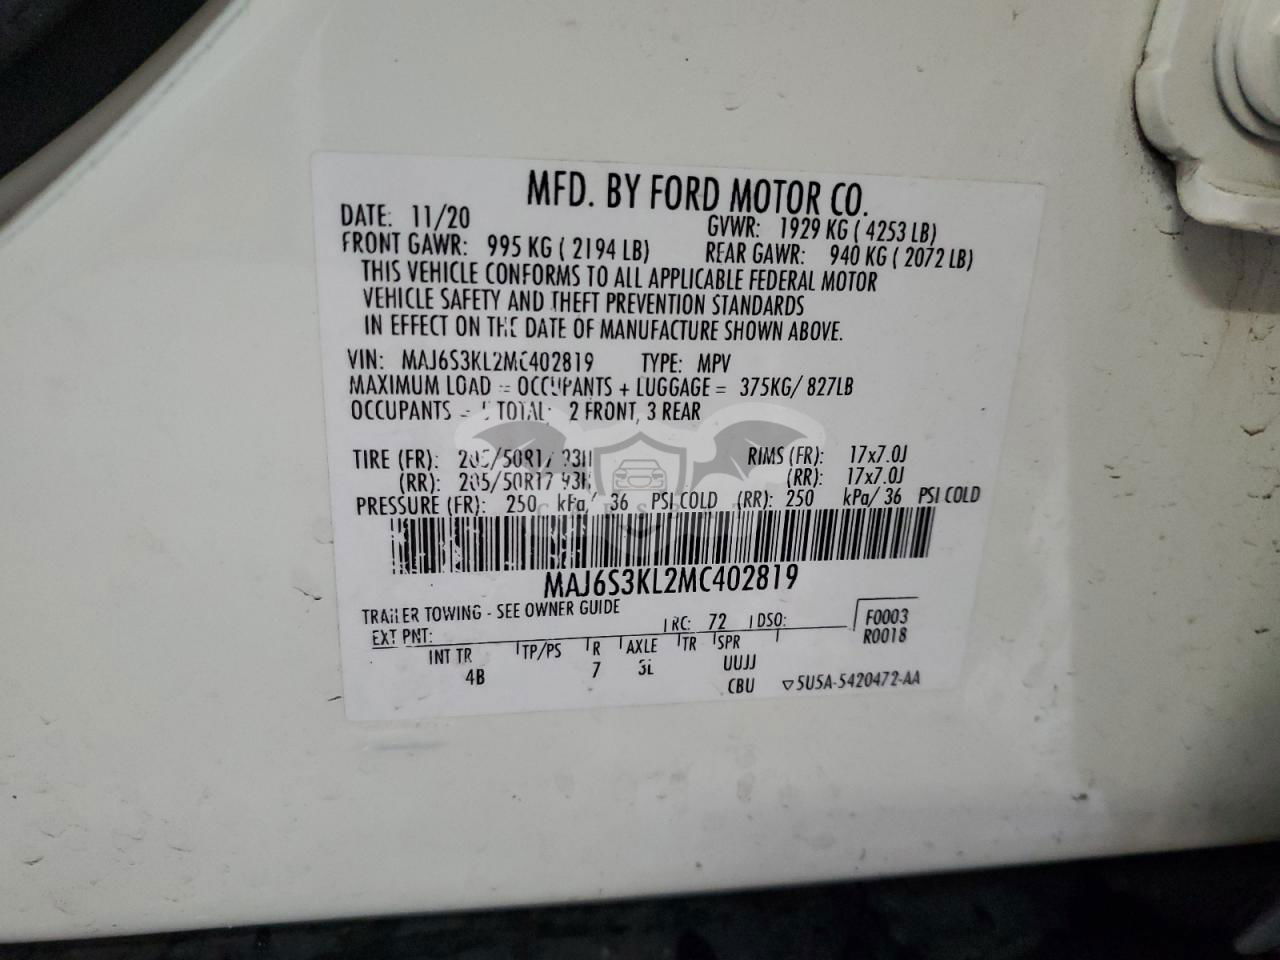 MFD. BY FORD MOTOR CO.
DATE: 11/20 GVWR: 1929 KG ( 4253 LB)
FRONT GAWR: 995 KG ( 2194 LB) REAR GAWR: 940 KG ( 2072 LB)
THIS VEHICLE CONFORMS TO ALL APPLICABLE FEDERAL MOTOR
VEHICLE SAFETY AND THEFT PREVENTION STANDARDS
IN EFFECT ON THE DATE OF MANUFACTURE SHOWN ABOVE.
VIN: MAJ6S3KL2MC402819 TYPE: MPV
MAXIMUM LOAD = OCCUPANTS + LUGGAGE = 375KG/ 827LB
OCCUPANTS = 5 TOTAL: 2 FRONT, 3 REAR
TIRE (FR): 205/50R17 93H RIMS (FR): 17x7.0J
(RR): 205/50R17 93H (RR): 17x7.0J
PRESSURE (FR): 250 kPa/ 36 PSI COLD (RR): 250 kPa/ 36 PSI COLD
MAJ6S3KL2MC402819
TRAILER TOWING - SEE OWNER GUIDE
EXT PNT: RC: 72 DSO: F0003
R0018
INT TR TP/PS R AXLE TR SPR
4B 7 3L UUJJ
CBU ▽5U5A-5420472-AA